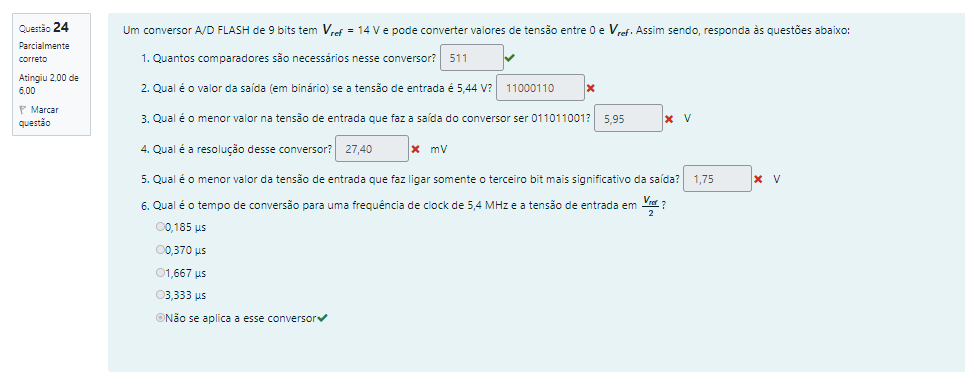 Questão 24
Parcialmente
correto
Atingiu 2,00 de
6,00
Marcar
questão
Um conversor A/D FLASH de 9 bits tem Vref = 14 V e pode converter valores de tensão entre 0 e Vref. Assim sendo, responda às questões abaixo:
1. Quantos comparadores são necessários nesse conversor? 511
2. Qual é o valor da saída (em binário) se a tensão de entrada é 5,44 V? 11000110
3. Qual é o menor valor na tensão de entrada que faz a saída do conversor ser 011011001? 5,95 V
4. Qual é a resolução desse conversor? 27,40 mV
5. Qual é o menor valor da tensão de entrada que faz ligar somente o terceiro bit mais significativo da saída? 1,75 V
6. Qual é o tempo de conversão para uma frequência de clock de 5,4 MHz e a tensão de entrada em Vref/2?
0,185 µs
0,370 µs
1,667 µs
3,333 µs
Não se aplica a esse conversor